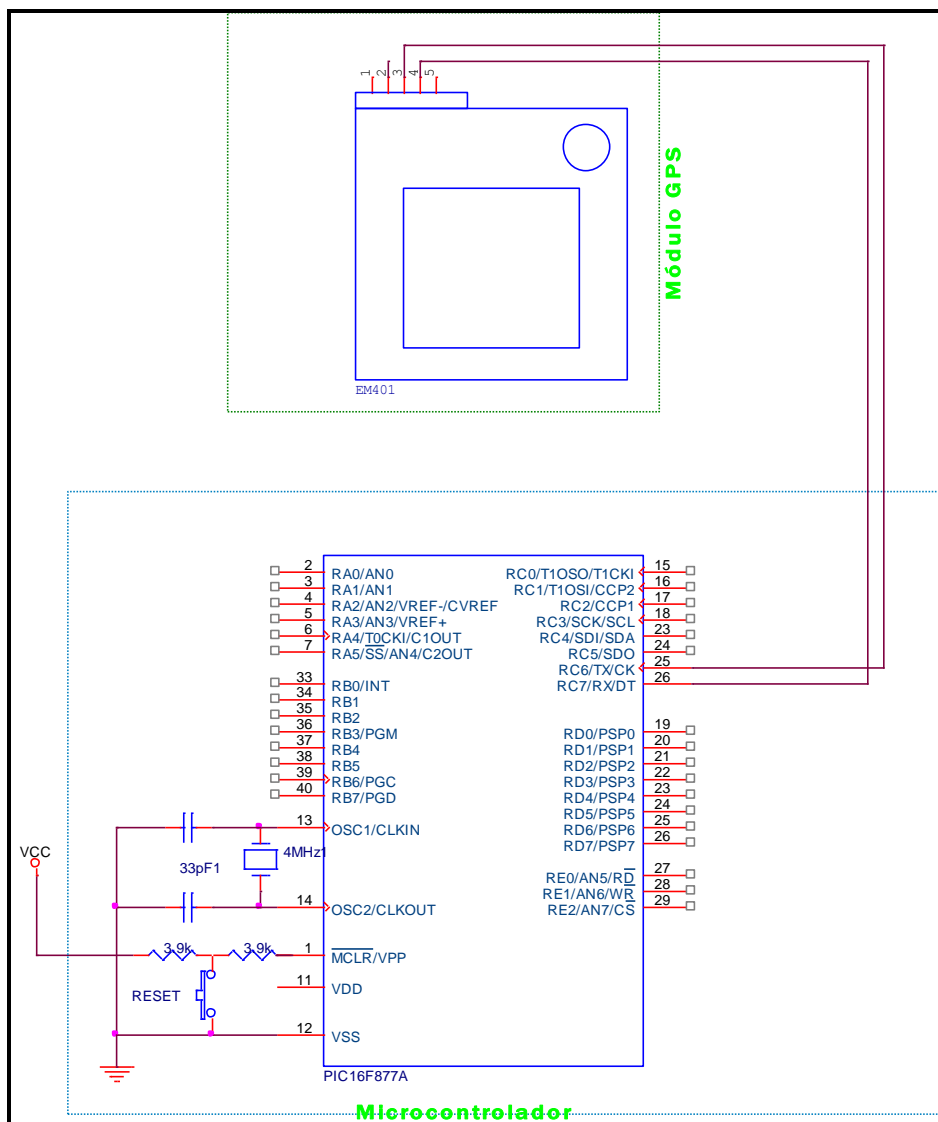 1 2 3 4 5
Módulo GPS
EM401
2 RA0/AN0
3 RA1/AN1
4 RA2/AN2/VREF-/CVREF
5 RA3/AN3/VREF+
6 RA4/T0CKI/C1OUT
7 RA5/SS/AN4/C2OUT
33 RB0/INT
34 RB1
35 RB2
36 RB3/PGM
37 RB4
38 RB5
39 RB6/PGC
40 RB7/PGD
13 OSC1/CLKIN
14 OSC2/CLKOUT
1 MCLR/VPP
11 VDD
12 VSS
RC0/T1OSO/T1CKI 15
RC1/T1OSI/CCP2 16
RC2/CCP1 17
RC3/SCK/SCL 18
RC4/SDI/SDA 23
RC5/SDO 24
RC6/TX/CK 25
RC7/RX/DT 26
RD0/PSP0 19
RD1/PSP1 20
RD2/PSP2 21
RD3/PSP3 22
RD4/PSP4 23
RD5/PSP5 24
RD6/PSP6 25
RD7/PSP7 26
RE0/AN5/RD 27
RE1/AN6/WR 28
RE2/AN7/CS 29
VCC
33pF1
4MHz1
3.9k
3.9k
RESET
PIC16F877A
Microcontrolador